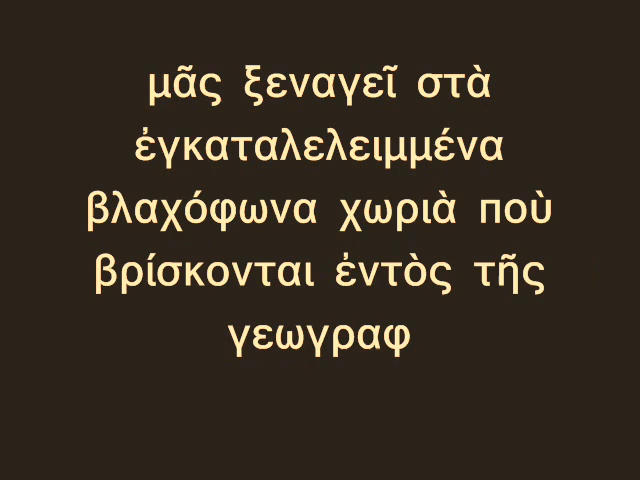 μᾶς ξεναγεῖ στὰ
ἐγκαταλελειμμένα
βλαχόφωνα χωριὰ ποὺ
βρίσκονται ἐντὸς τῆς
γεωγραφ